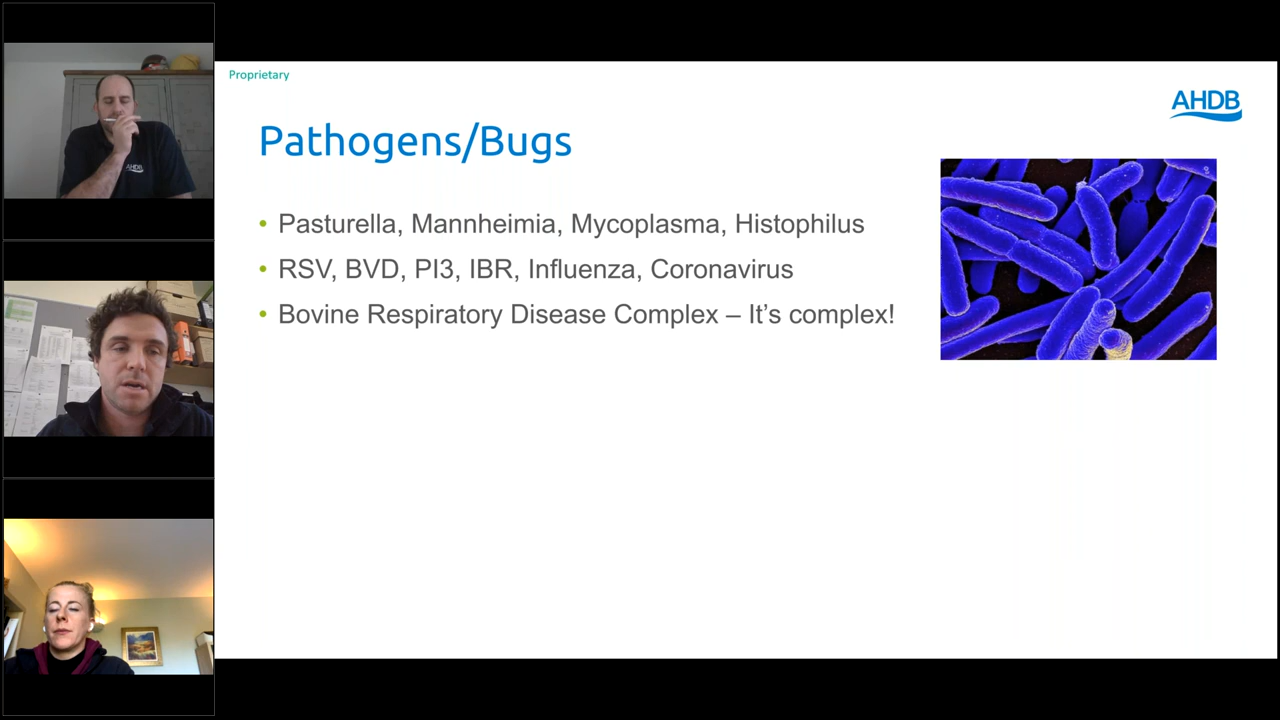 Proprietary
AHDB
Pathogens/Bugs
• Pasturella, Mannheimia, Mycoplasma, Histophilus
• RSV, BVD, PI3, IBR, Influenza, Coronavirus
• Bovine Respiratory Disease Complex – It’s complex!
AHDB